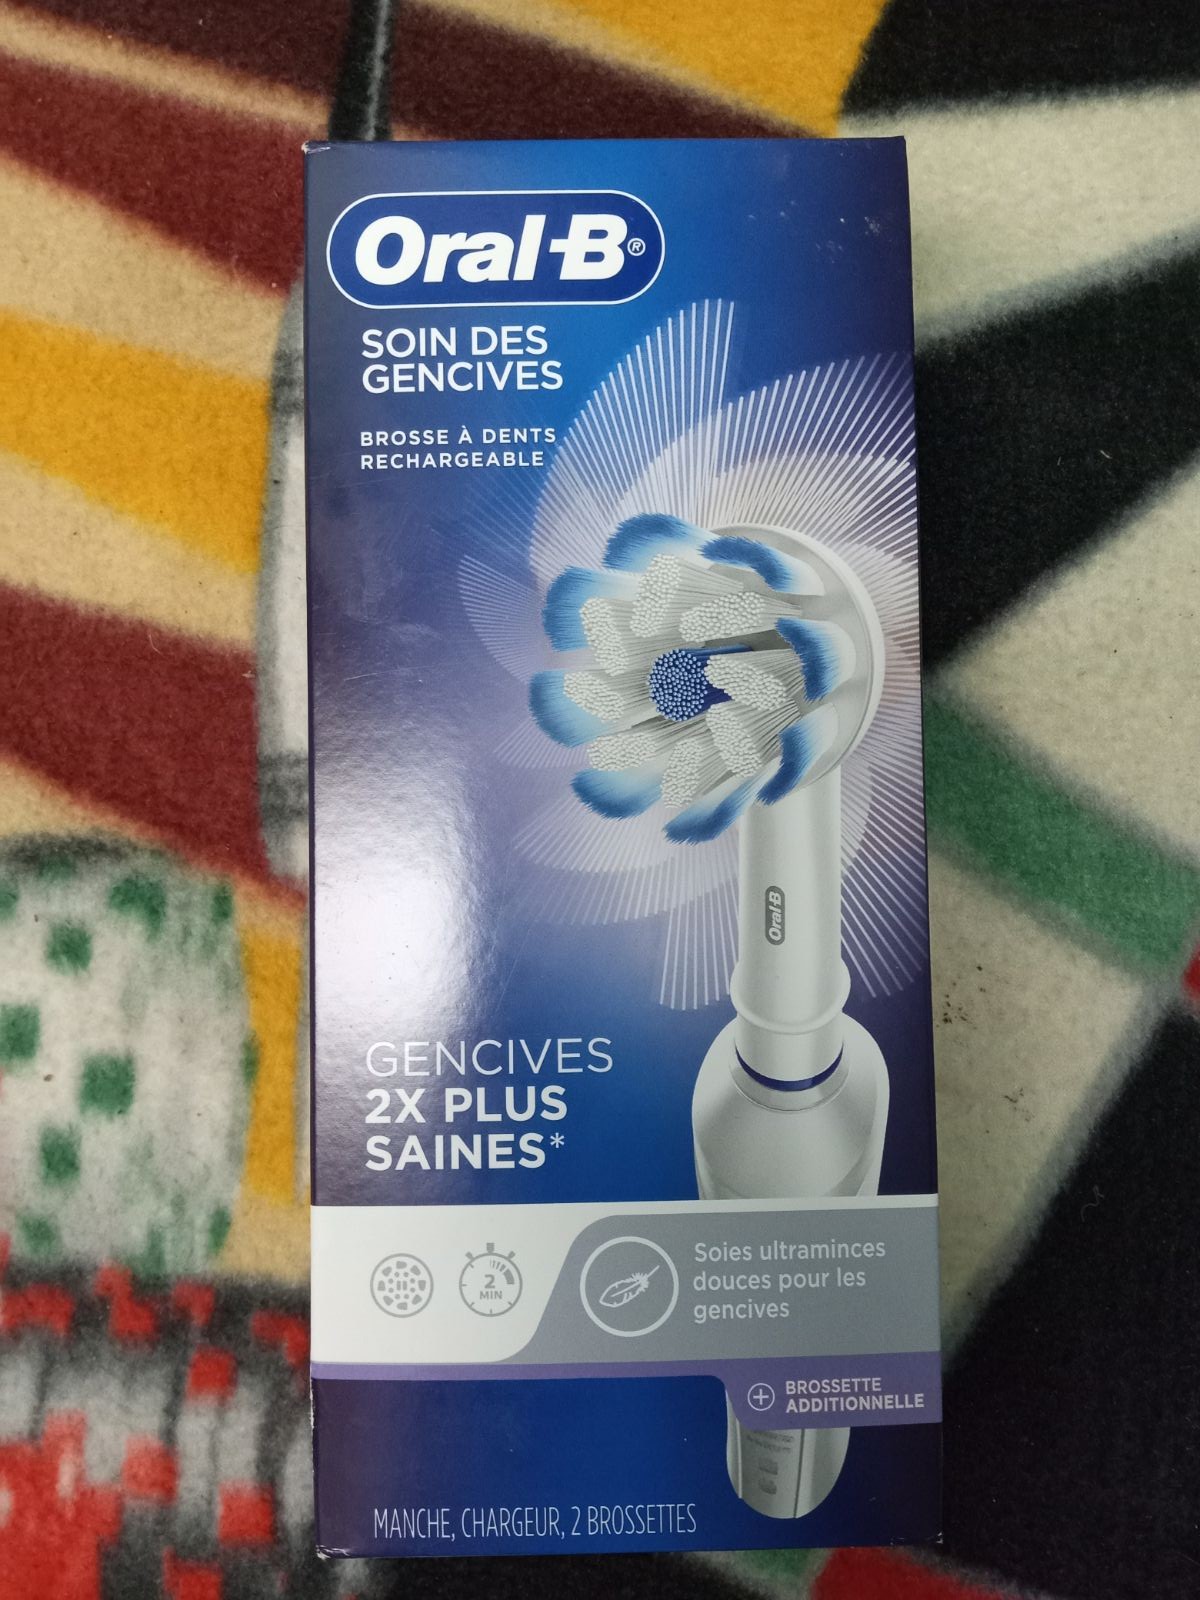 Oral-B®
SOIN DES
GENCIVES
BROSSE À DENTS
RECHARGEABLE
Oral-B
GENCIVES
2X PLUS
SAINES*
2
MIN
Soies ultraminces
douces pour les
gencives
+ BROSSETTE
ADDITIONNELLE
MANCHE, CHARGEUR, 2 BROSSETTES